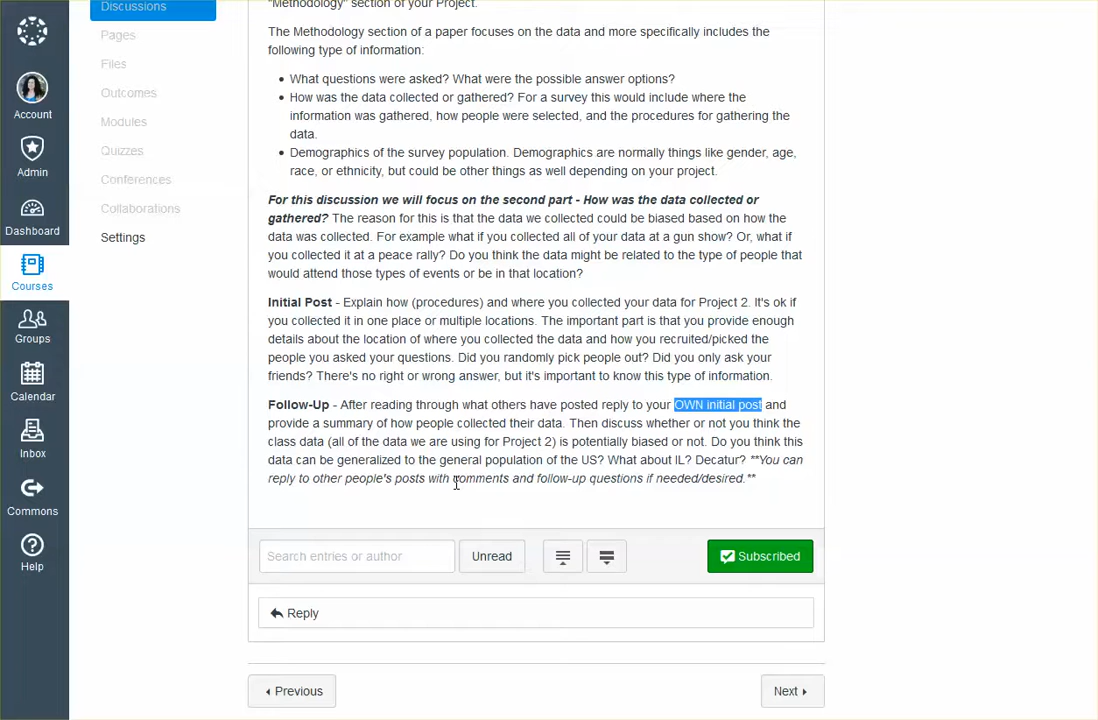 Discussions
Pages
Files
Outcomes
Modules
Quizzes
Conferences
Collaborations
Settings
Account
Admin
Dashboard
Courses
Groups
Calendar
Inbox
Commons
Help
"Methodology" section of your Project.
The Methodology section of a paper focuses on the data and more specifically includes the
following type of information:
• What questions were asked? What were the possible answer options?
• How was the data collected or gathered? For a survey this would include where the
information was gathered, how people were selected, and the procedures for gathering the
data.
• Demographics of the survey population. Demographics are normally things like gender, age,
race, or ethnicity, but could be other things as well depending on your project.
For this discussion we will focus on the second part - How was the data collected or
gathered? The reason for this is that the data we collected could be biased based on how the
data was collected. For example what if you collected all of your data at a gun show? Or, what if
you collected it at a peace rally? Do you think the data might be related to the type of people that
would attend those types of events or be in that location?
Initial Post - Explain how (procedures) and where you collected your data for Project 2. It's ok if
you collected it in one place or multiple locations. The important part is that you provide enough
details about the location of where you collected the data and how you recruited/picked the
people you asked your questions. Did you randomly pick people out? Did you only ask your
friends? There's no right or wrong answer, but it's important to know this type of information.
Follow-Up - After reading through what others have posted reply to your OWN initial post and
provide a summary of how people collected their data. Then discuss whether or not you think the
class data (all of the data we are using for Project 2) is potentially biased or not. Do you think this
data can be generalized to the general population of the US? What about IL? Decatur? **You can
reply to other people's posts with comments and follow-up questions if needed/desired.**
Search entries or author
Unread
Subscribed
Reply
Previous
Next